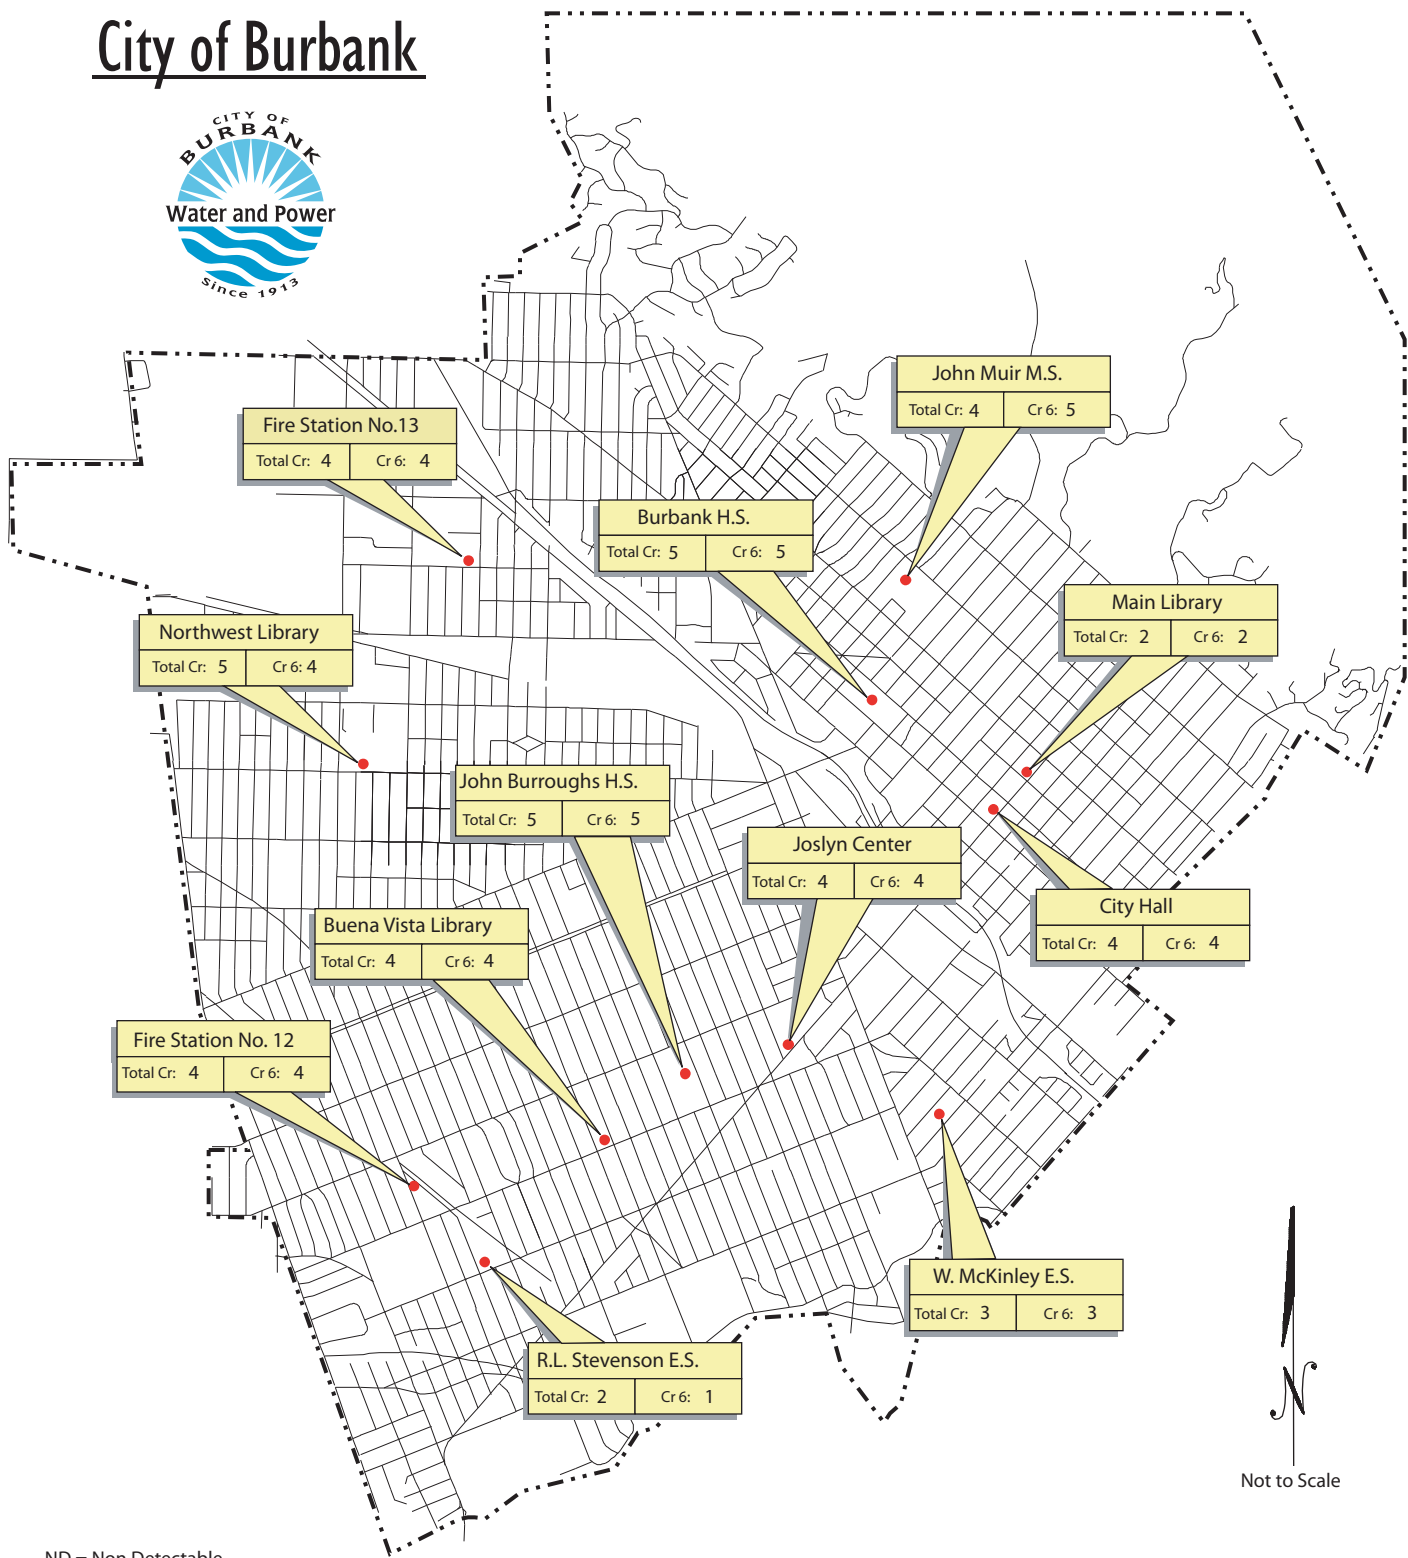 City of Burbank
CITY OF
BURBANK
Water and Power
Since 1913
John Muir M.S.
Total Cr: 4 Cr 6: 5
Fire Station No.13
Total Cr: 4 Cr 6: 4
Burbank H.S.
Total Cr: 5 Cr 6: 5
Main Library
Total Cr: 2 Cr 6: 2
Northwest Library
Total Cr: 5 Cr 6: 4
John Burroughs H.S.
Total Cr: 5 Cr 6: 5
Joslyn Center
Total Cr: 4 Cr 6: 4
City Hall
Total Cr: 4 Cr 6: 4
Buena Vista Library
Total Cr: 4 Cr 6: 4
Fire Station No. 12
Total Cr: 4 Cr 6: 4
W. McKinley E.S.
Total Cr: 3 Cr 6: 3
R.L. Stevenson E.S.
Total Cr: 2 Cr 6: 1
N
Not to Scale
ND = Non Detectable